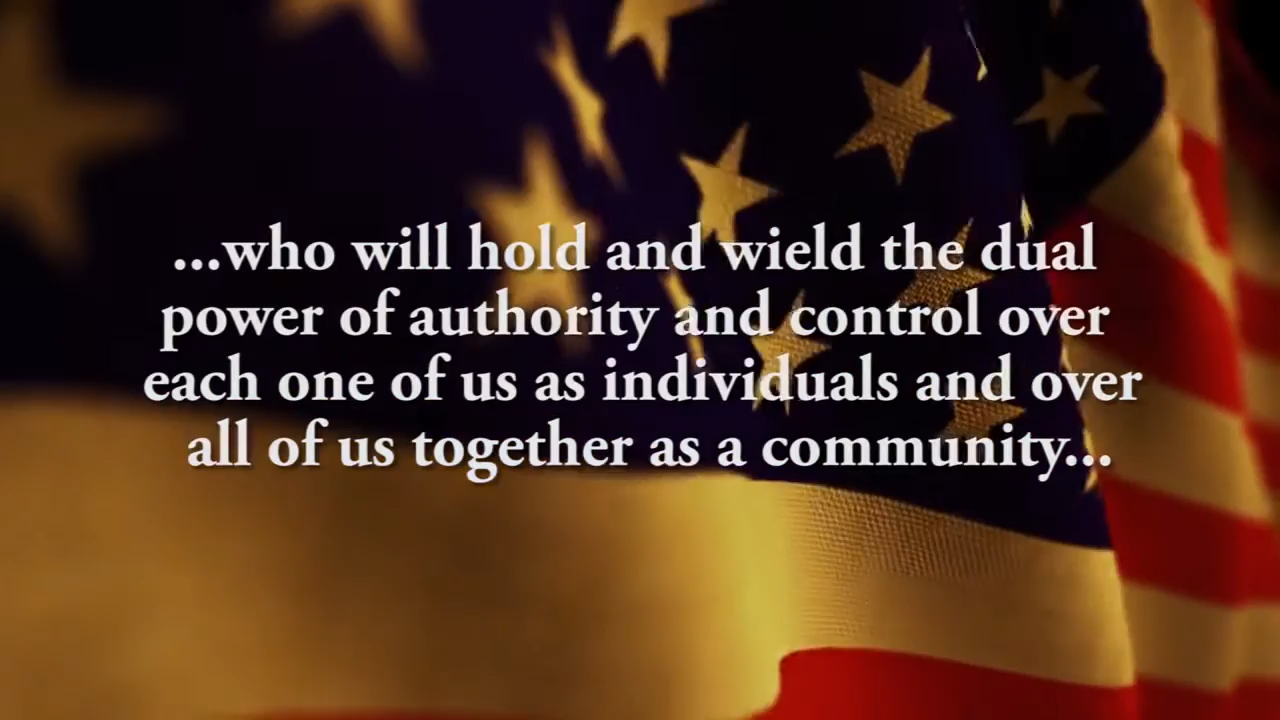 ...who will hold and wield the dual
power of authority and control over
each one of us as individuals and over
all of us together as a community...